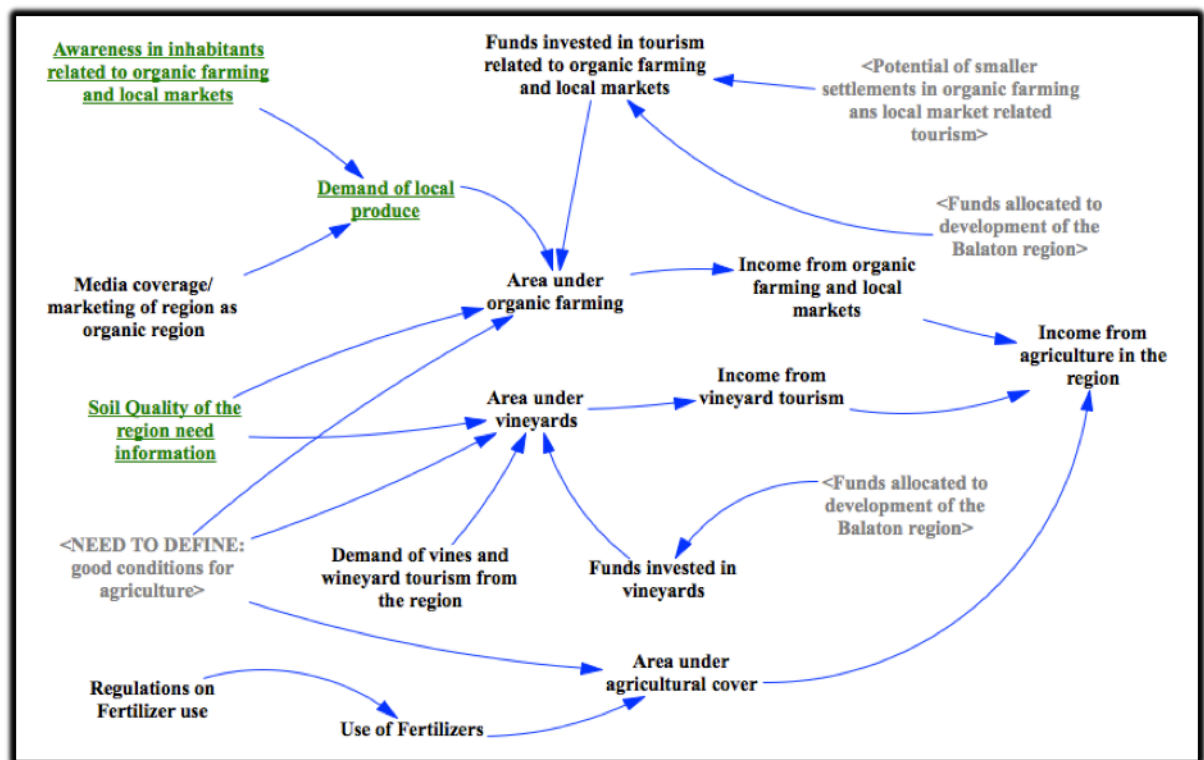 Awareness in inhabitants
related to organic farming
and local markets
Funds invested in tourism
related to organic farming
and local markets
<Potential of smaller
settlements in organic farming
ans local market related
tourism>
Demand of local
produce
<Funds allocated to
development of the
Balaton region>
Media coverage/
marketing of region as
organic region
Area under
organic farming
Income from organic
farming and local
markets
Income from
agriculture in the
region
Soil Quality of the
region need
information
Area under
vineyards
Income from
vineyard tourism
<NEED TO DEFINE:
good conditions for
agriculture>
Demand of vines and
wineyard tourism from
the region
Funds invested in
vineyards
<Funds allocated to
development of the
Balaton region>
Regulations on
Fertilizer use
Use of Fertilizers
Area under
agricultural cover